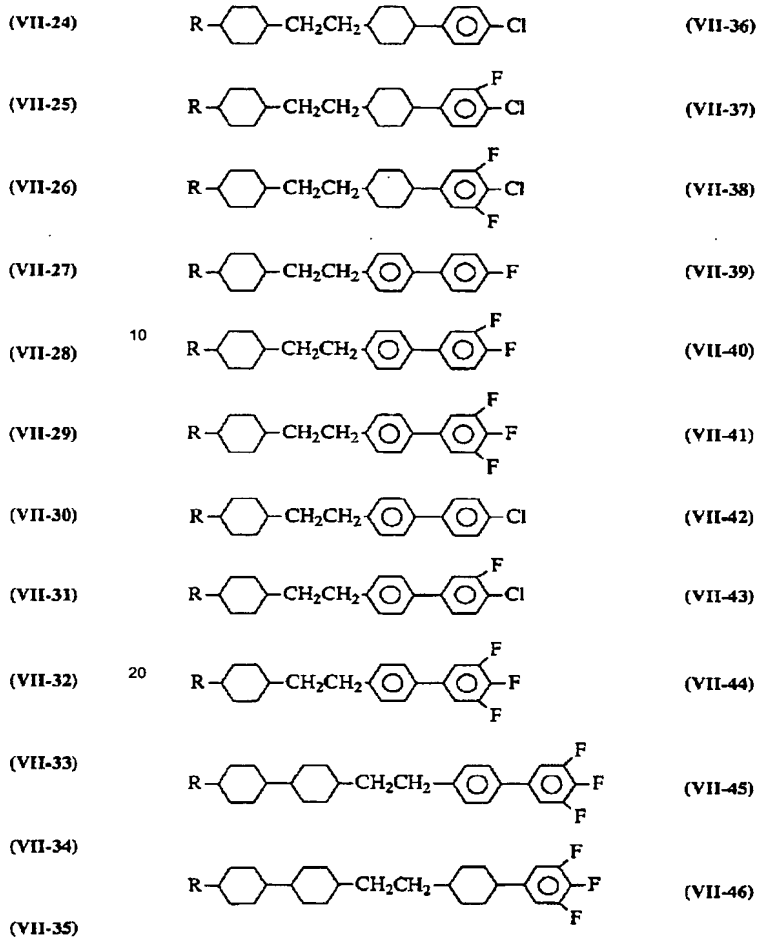 (VII-24) R CH₂CH₂ Cl (VII-36)
F
(VII-25) R CH₂CH₂ Cl (VII-37)
F
(VII-26) R CH₂CH₂ Cl (VII-38)
F
(VII-27) R CH₂CH₂ F (VII-39)
F
(VII-28) 10 R CH₂CH₂ F (VII-40)
F
(VII-29) R CH₂CH₂ F (VII-41)
F
(VII-30) R CH₂CH₂ Cl (VII-42)
F
(VII-31) R CH₂CH₂ Cl (VII-43)
F
(VII-32) 20 R CH₂CH₂ F (VII-44)
F
(VII-33)
F
R CH₂CH₂ F (VII-45)
F
(VII-34)
F
R CH₂CH₂ F (VII-46)
F
(VII-35)